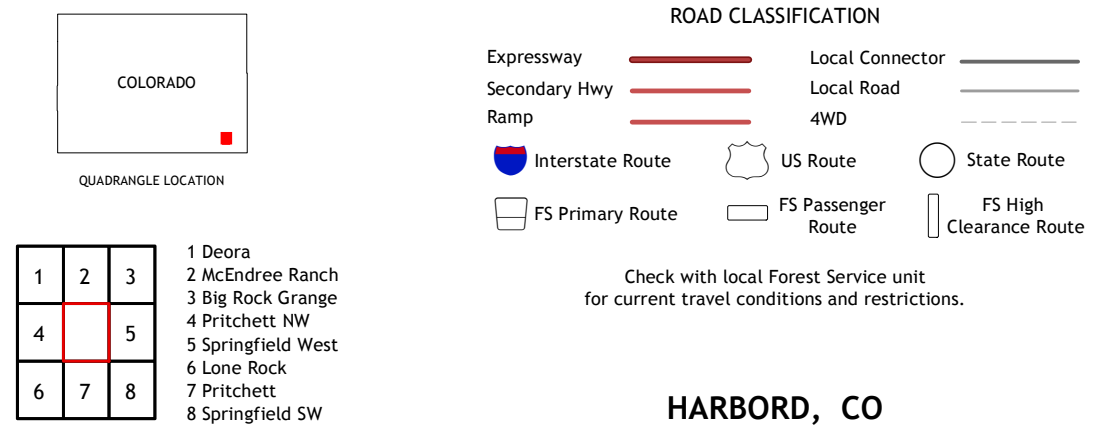 COLORADO
QUADRANGLE LOCATION
1
2
3
4
5
6
7
8
1 Deora
2 McEndree Ranch
3 Big Rock Grange
4 Pritchett NW
5 Springfield West
6 Lone Rock
7 Pritchett
8 Springfield SW
ROAD CLASSIFICATION
Expressway
Local Connector
Secondary Hwy
Local Road
Ramp
4WD
Interstate Route
US Route
State Route
FS Primary Route
FS Passenger
Route
FS High
Clearance Route
Check with local Forest Service unit
for current travel conditions and restrictions.
HARBORD, CO